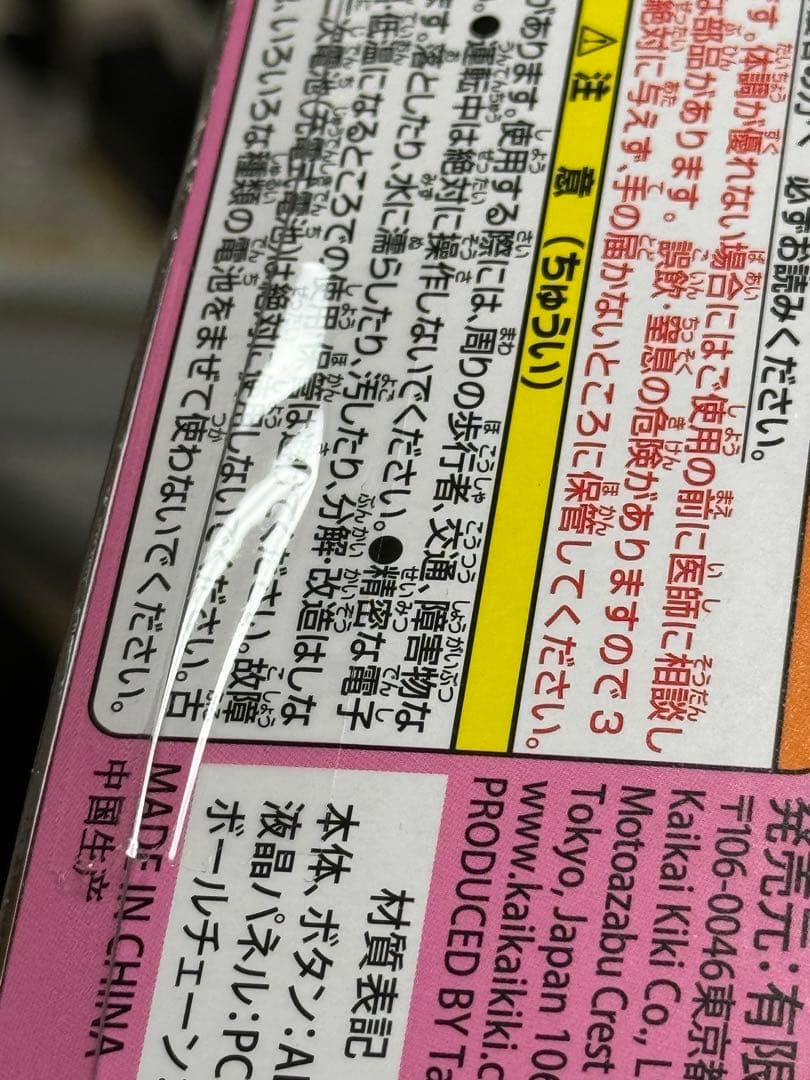 必ずお読みください。
す。体調が優れない場合にはご使用の前に医師に相談し
な部品があります。誤飲・窒息の危険がありますので3
絶対に与えず、手の届かないところに保管してください。
⚠注 意 (ちゅうい)
があります。使用する際には、周りの歩行者、交通、障害物な
●運転中は絶対に操作しないでください。●精密な電子
す。落としたり、水に濡らしたり、汚したり、分解・改造はしな
低温になるところでの使用・保管は
てください。故障
二次電池(充電式電池)は絶対に使用しないでください。古
いろいろな種類の電池をまぜて使わないでください。
発売元:有限
〒106-0046東京都
Kaikai Kiki Co., L
Motoazabu Crest
Tokyo, Japan 106
www.kaikaikiki.c
PRODUCED BY Ta
材質表記
本体、ボタン:A
液晶パネル:PC
ボールチェーン
MADE IN CHINA
中国生産